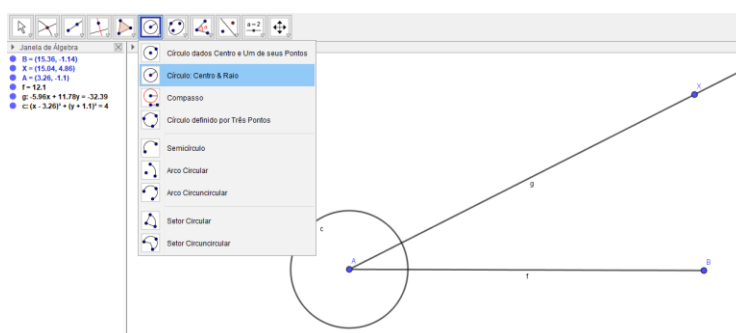 a = 2
Janela de Álgebra
B = (15.36, -1.14)
X = (15.04, 4.86)
A = (3.26, -1.1)
f = 12.1
g: -5.96x + 11.78y = -32.39
c: (x - 3.26)² + (y + 1.1)² = 4
Círculo dados Centro e Um de seus Pontos
Círculo: Centro & Raio
Compasso
Círculo definido por Três Pontos
Semicírculo
Arco Circular
Arco Circuncircular
Setor Circular
Setor Circuncircular
X
g
c
A
B
f